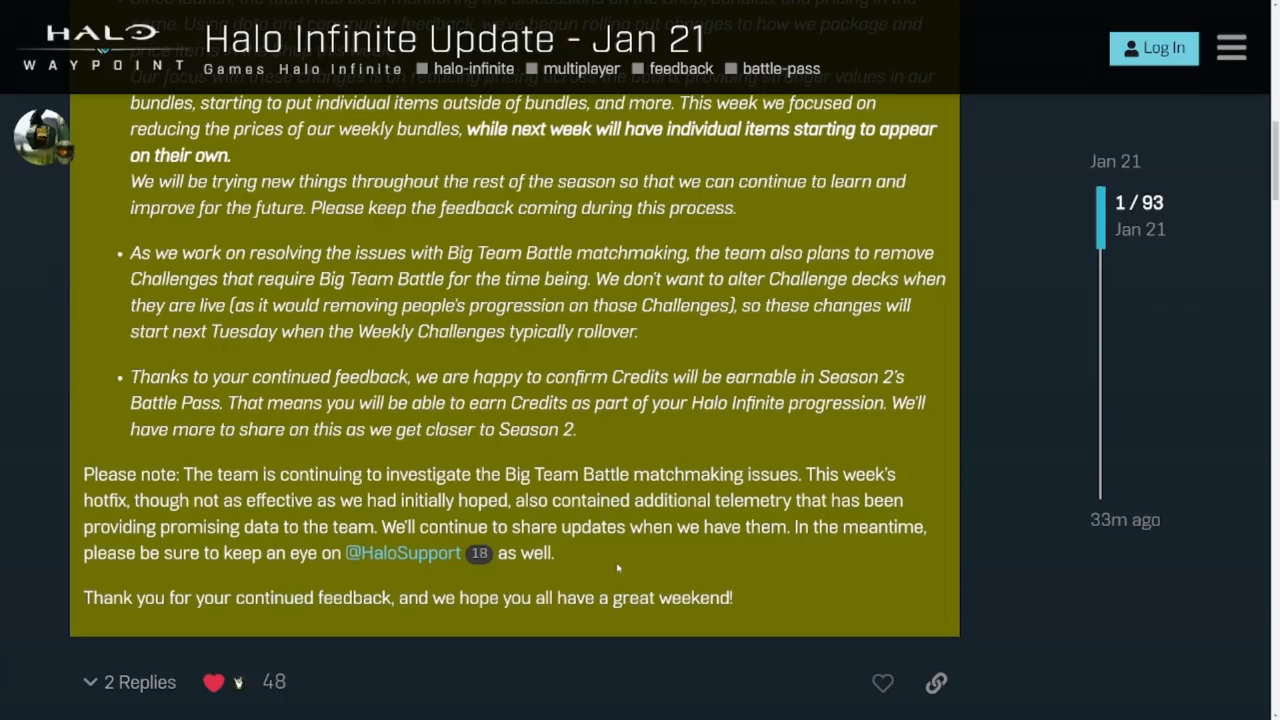 HALO
WAYPOINT
Halo Infinite Update - Jan 21
Games Halo Infinite halo-infinite multiplayer feedback battle-pass
Log In
bundles, starting to put individual items outside of bundles, and more. This week we focused on
reducing the prices of our weekly bundles, while next week will have individual items starting to appear
on their own.
We will be trying new things throughout the rest of the season so that we can continue to learn and
improve for the future. Please keep the feedback coming during this process.
• As we work on resolving the issues with Big Team Battle matchmaking, the team also plans to remove
Challenges that require Big Team Battle for the time being. We don't want to alter Challenge decks when
they are live (as it would removing people's progression on those Challenges), so these changes will
start next Tuesday when the Weekly Challenges typically rollover.
• Thanks to your continued feedback, we are happy to confirm Credits will be earnable in Season 2's
Battle Pass. That means you will be able to earn Credits as part of your Halo Infinite progression. We'll
have more to share on this as we get closer to Season 2.
Please note: The team is continuing to investigate the Big Team Battle matchmaking issues. This week's
hotfix, though not as effective as we had initially hoped, also contained additional telemetry that has been
providing promising data to the team. We'll continue to share updates when we have them. In the meantime,
please be sure to keep an eye on @HaloSupport 18 as well.
Thank you for your continued feedback, and we hope you all have a great weekend!
2 Replies 48
Jan 21
1 / 93
Jan 21
33m ago